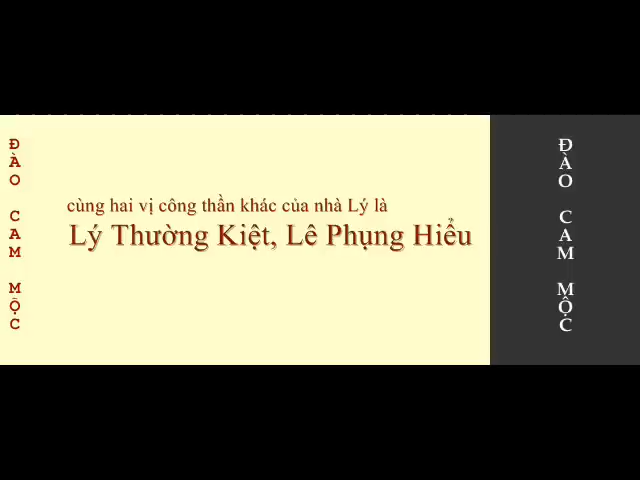 ĐÀO CAM MỘC
cùng hai vị công thần khác của nhà Lý là
Lý Thường Kiệt, Lê Phụng Hiểu
ĐÀO CAM MỘC